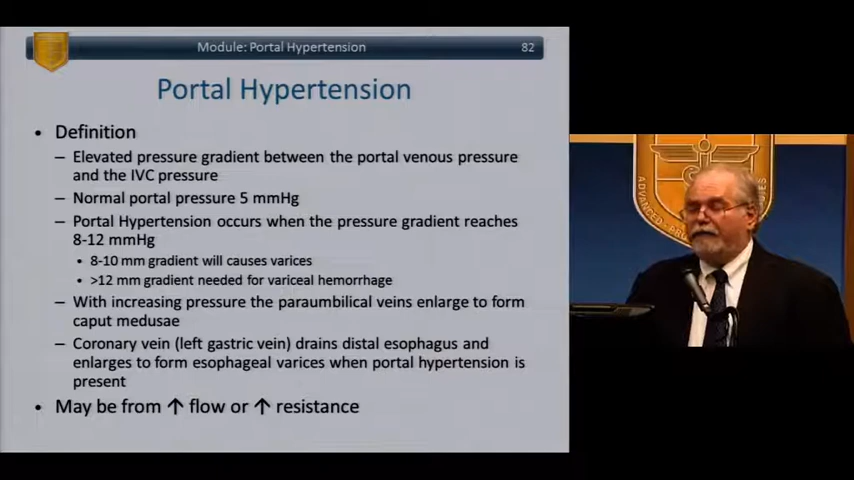 Module: Portal Hypertension
82
Portal Hypertension
• Definition
– Elevated pressure gradient between the portal venous pressure
and the IVC pressure
– Normal portal pressure 5 mmHg
– Portal Hypertension occurs when the pressure gradient reaches
8-12 mmHg
• 8-10 mm gradient will causes varices
• >12 mm gradient needed for variceal hemorrhage
– With increasing pressure the paraumbilical veins enlarge to form
caput medusae
– Coronary vein (left gastric vein) drains distal esophagus and
enlarges to form esophageal varices when portal hypertension is
present
• May be from ↑ flow or ↑ resistance